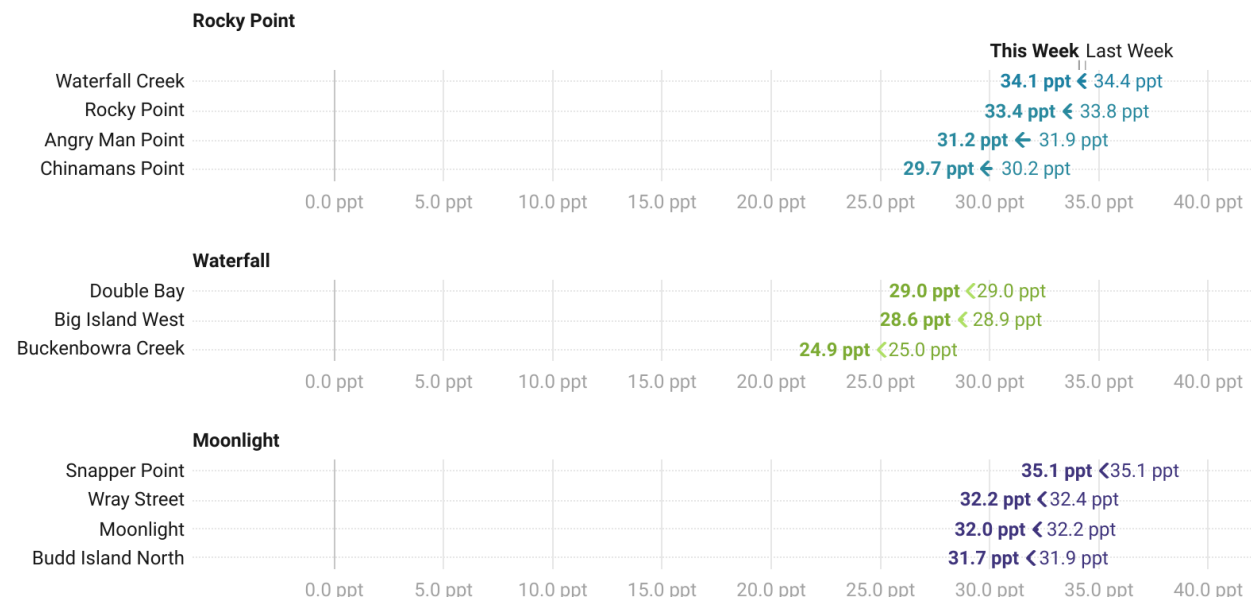 Rocky Point
This Week Last Week
Waterfall Creek 34.1 ppt 34.4 ppt
Rocky Point 33.4 ppt 33.8 ppt
Angry Man Point 31.2 ppt 31.9 ppt
Chinamans Point 29.7 ppt 30.2 ppt
0.0 ppt 5.0 ppt 10.0 ppt 15.0 ppt 20.0 ppt 25.0 ppt 30.0 ppt 35.0 ppt 40.0 ppt
Waterfall
Double Bay 29.0 ppt 29.0 ppt
Big Island West 28.6 ppt 28.9 ppt
Buckenbowra Creek 24.9 ppt 25.0 ppt
0.0 ppt 5.0 ppt 10.0 ppt 15.0 ppt 20.0 ppt 25.0 ppt 30.0 ppt 35.0 ppt 40.0 ppt
Moonlight
Snapper Point 35.1 ppt 35.1 ppt
Wray Street 32.2 ppt 32.4 ppt
Moonlight 32.0 ppt 32.2 ppt
Budd Island North 31.7 ppt 31.9 ppt
0.0 ppt 5.0 ppt 10.0 ppt 15.0 ppt 20.0 ppt 25.0 ppt 30.0 ppt 35.0 ppt 40.0 ppt